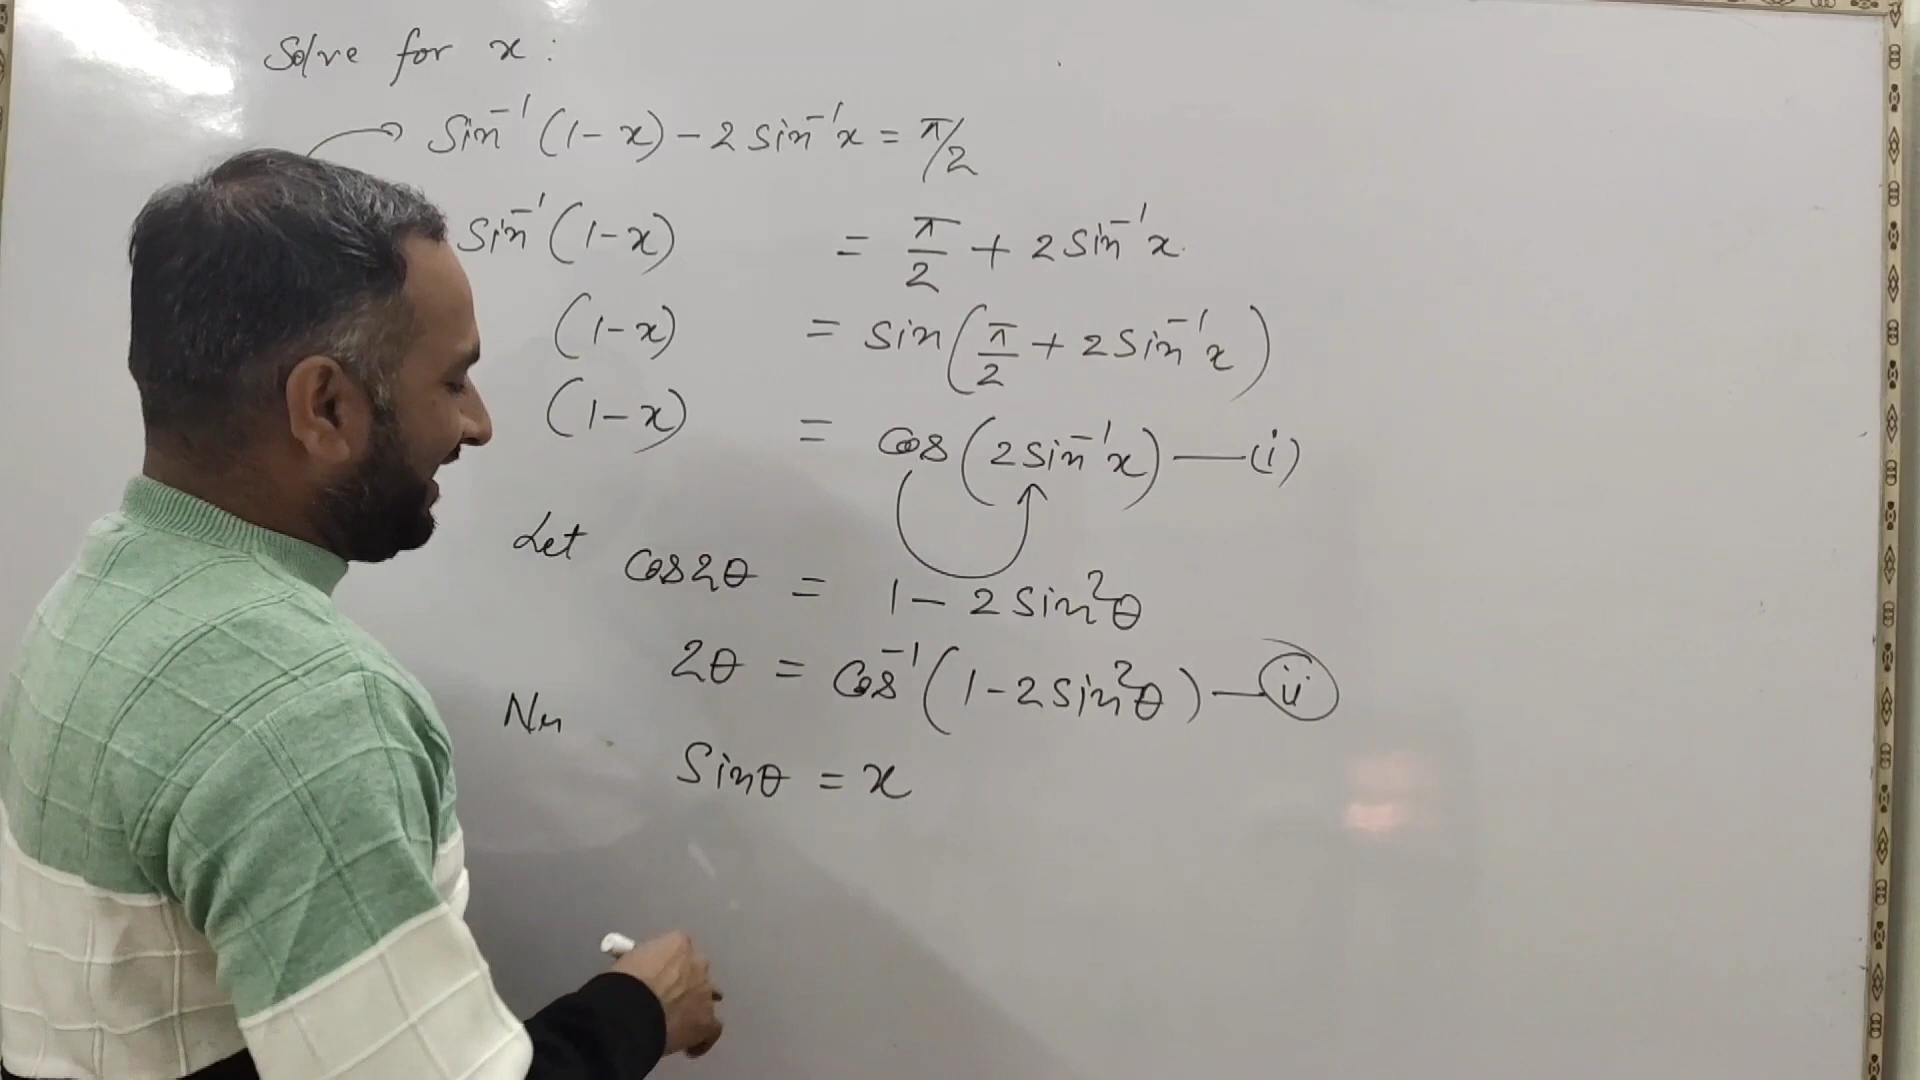 Solve for x :
sin⁻¹(1-x) - 2 sin⁻¹x = π/2
sin⁻¹(1-x) = π/2 + 2 sin⁻¹x
(1-x) = sin(π/2 + 2 sin⁻¹x)
(1-x) = cos(2 sin⁻¹x) — (i)
Let cos2θ = 1 - 2 sin²θ
2θ = cos⁻¹(1 - 2 sin²θ) — (ii)
sinθ = x